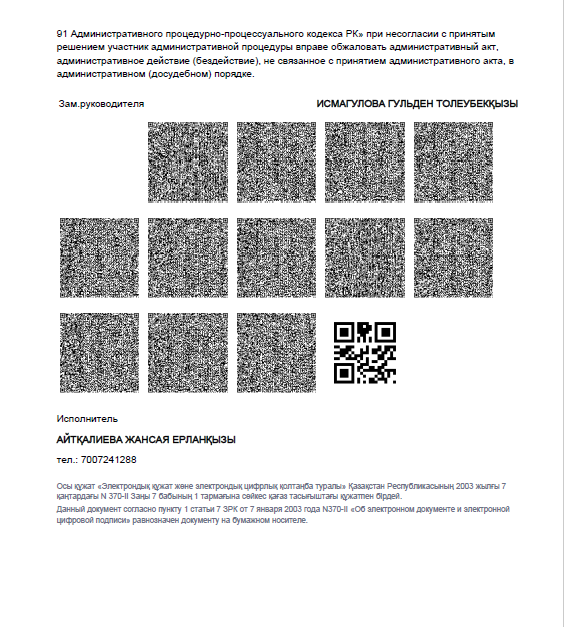 91 Административного процедурно-процессуального кодекса РК» при несогласии с принятым
решением участник административной процедуры вправе обжаловать административный акт,
административное действие (бездействие), не связанное с принятием административного акта, в
административном (досудебном) порядке.
Зам.руководителя ИСМАГУЛОВА ГУЛЬДЕН ТОЛЕУБЕКҚЫЗЫ
Исполнитель
АЙТҚАЛИЕВА ЖАНСАЯ ЕРЛАНҚЫЗЫ
тел.: 7007241288
Осы құжат «Электрондық құжат және электрондық цифрлық қолтаңба туралы» Қазақстан Республикасының 2003 жылғы 7
қаңтардағы N 370-II Заңы 7 бабының 1 тармағына сәйкес қағаз тасығыштағы құжатпен бірдей.
Данный документ согласно пункту 1 статьи 7 ЗРК от 7 января 2003 года N370-II «Об электронном документе и электронной
цифровой подписи» равнозначен документу на бумажном носителе.